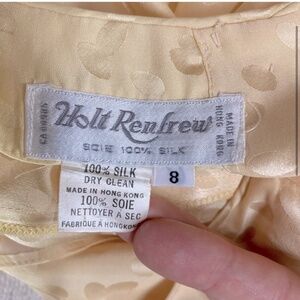 Holt Renfrew
MADE IN
HONG KONG
SOIE 100% SILK
100% SILK
DRY CLEAN
MADE IN HONG KONG
100% SOIE
NETTOYER A SEC
FABRIQUÉ A HONGKONG
8